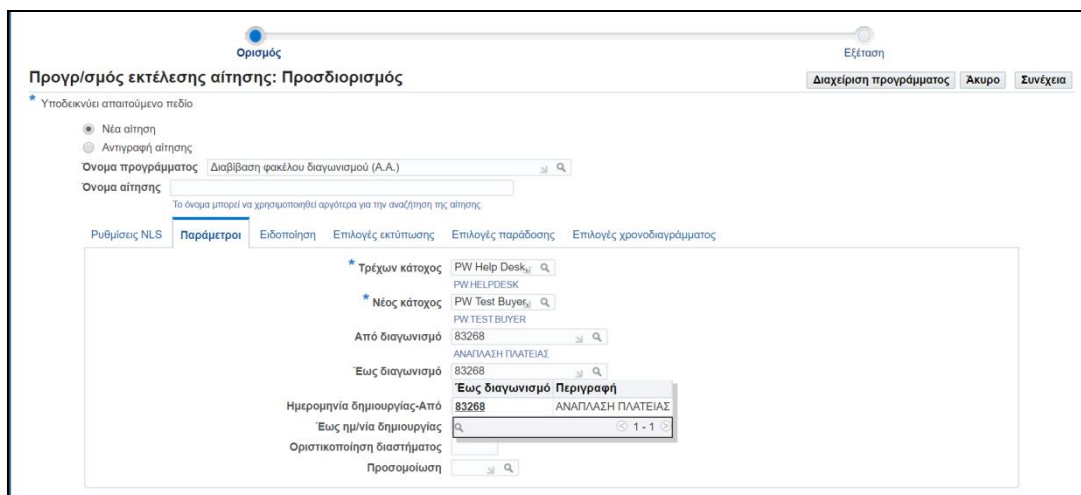 Ορισμός Εξέταση
Προγρ/σμός εκτέλεσης αίτησης: Προσδιορισμός Διαχείριση προγράμματος Άκυρο Συνέχεια
* Υποδεικνύει απαιτούμενο πεδίο
Νέα αίτηση
Αντιγραφή αίτησης
Όνομα προγράμματος Διαβίβαση φακέλου διαγωνισμού (Α.Α.)
Όνομα αίτησης
Το όνομα μπορεί να χρησιμοποιηθεί αργότερα για την αναζήτηση της αίτησης.
Ρυθμίσεις NLS Παράμετροι Ειδοποίηση Επιλογές εκτύπωσης Επιλογές παράδοσης Επιλογές χρονοδιαγράμματος
* Τρέχων κάτοχος PW Help Desk,
PW.HELPDESK
* Νέος κάτοχος PW Test Buyer,
PW.TEST.BUYER
Από διαγωνισμό 83268
ΑΝΑΠΛΑΣΗ ΠΛΑΤΕΙΑΣ
Έως διαγωνισμό 83268
Έως διαγωνισμό Περιγραφή
Ημερομηνία δημιουργίας-Από 83268 ΑΝΑΠΛΑΣΗ ΠΛΑΤΕΙΑΣ
Έως ημ/νία δημιουργίας 1 - 1
Οριστικοποίηση διαστήματος
Προσομοίωση